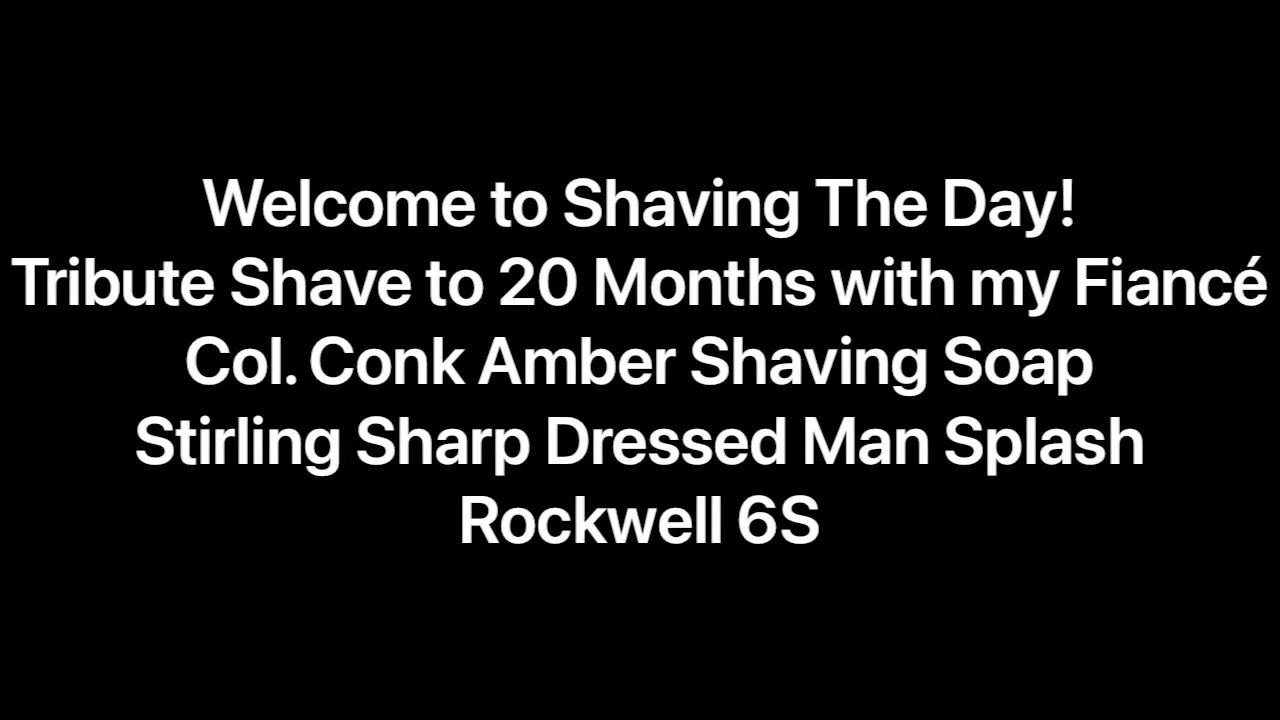 Welcome to Shaving The Day!
Tribute Shave to 20 Months with my Fiancé
Col. Conk Amber Shaving Soap
Stirling Sharp Dressed Man Splash
Rockwell 6S